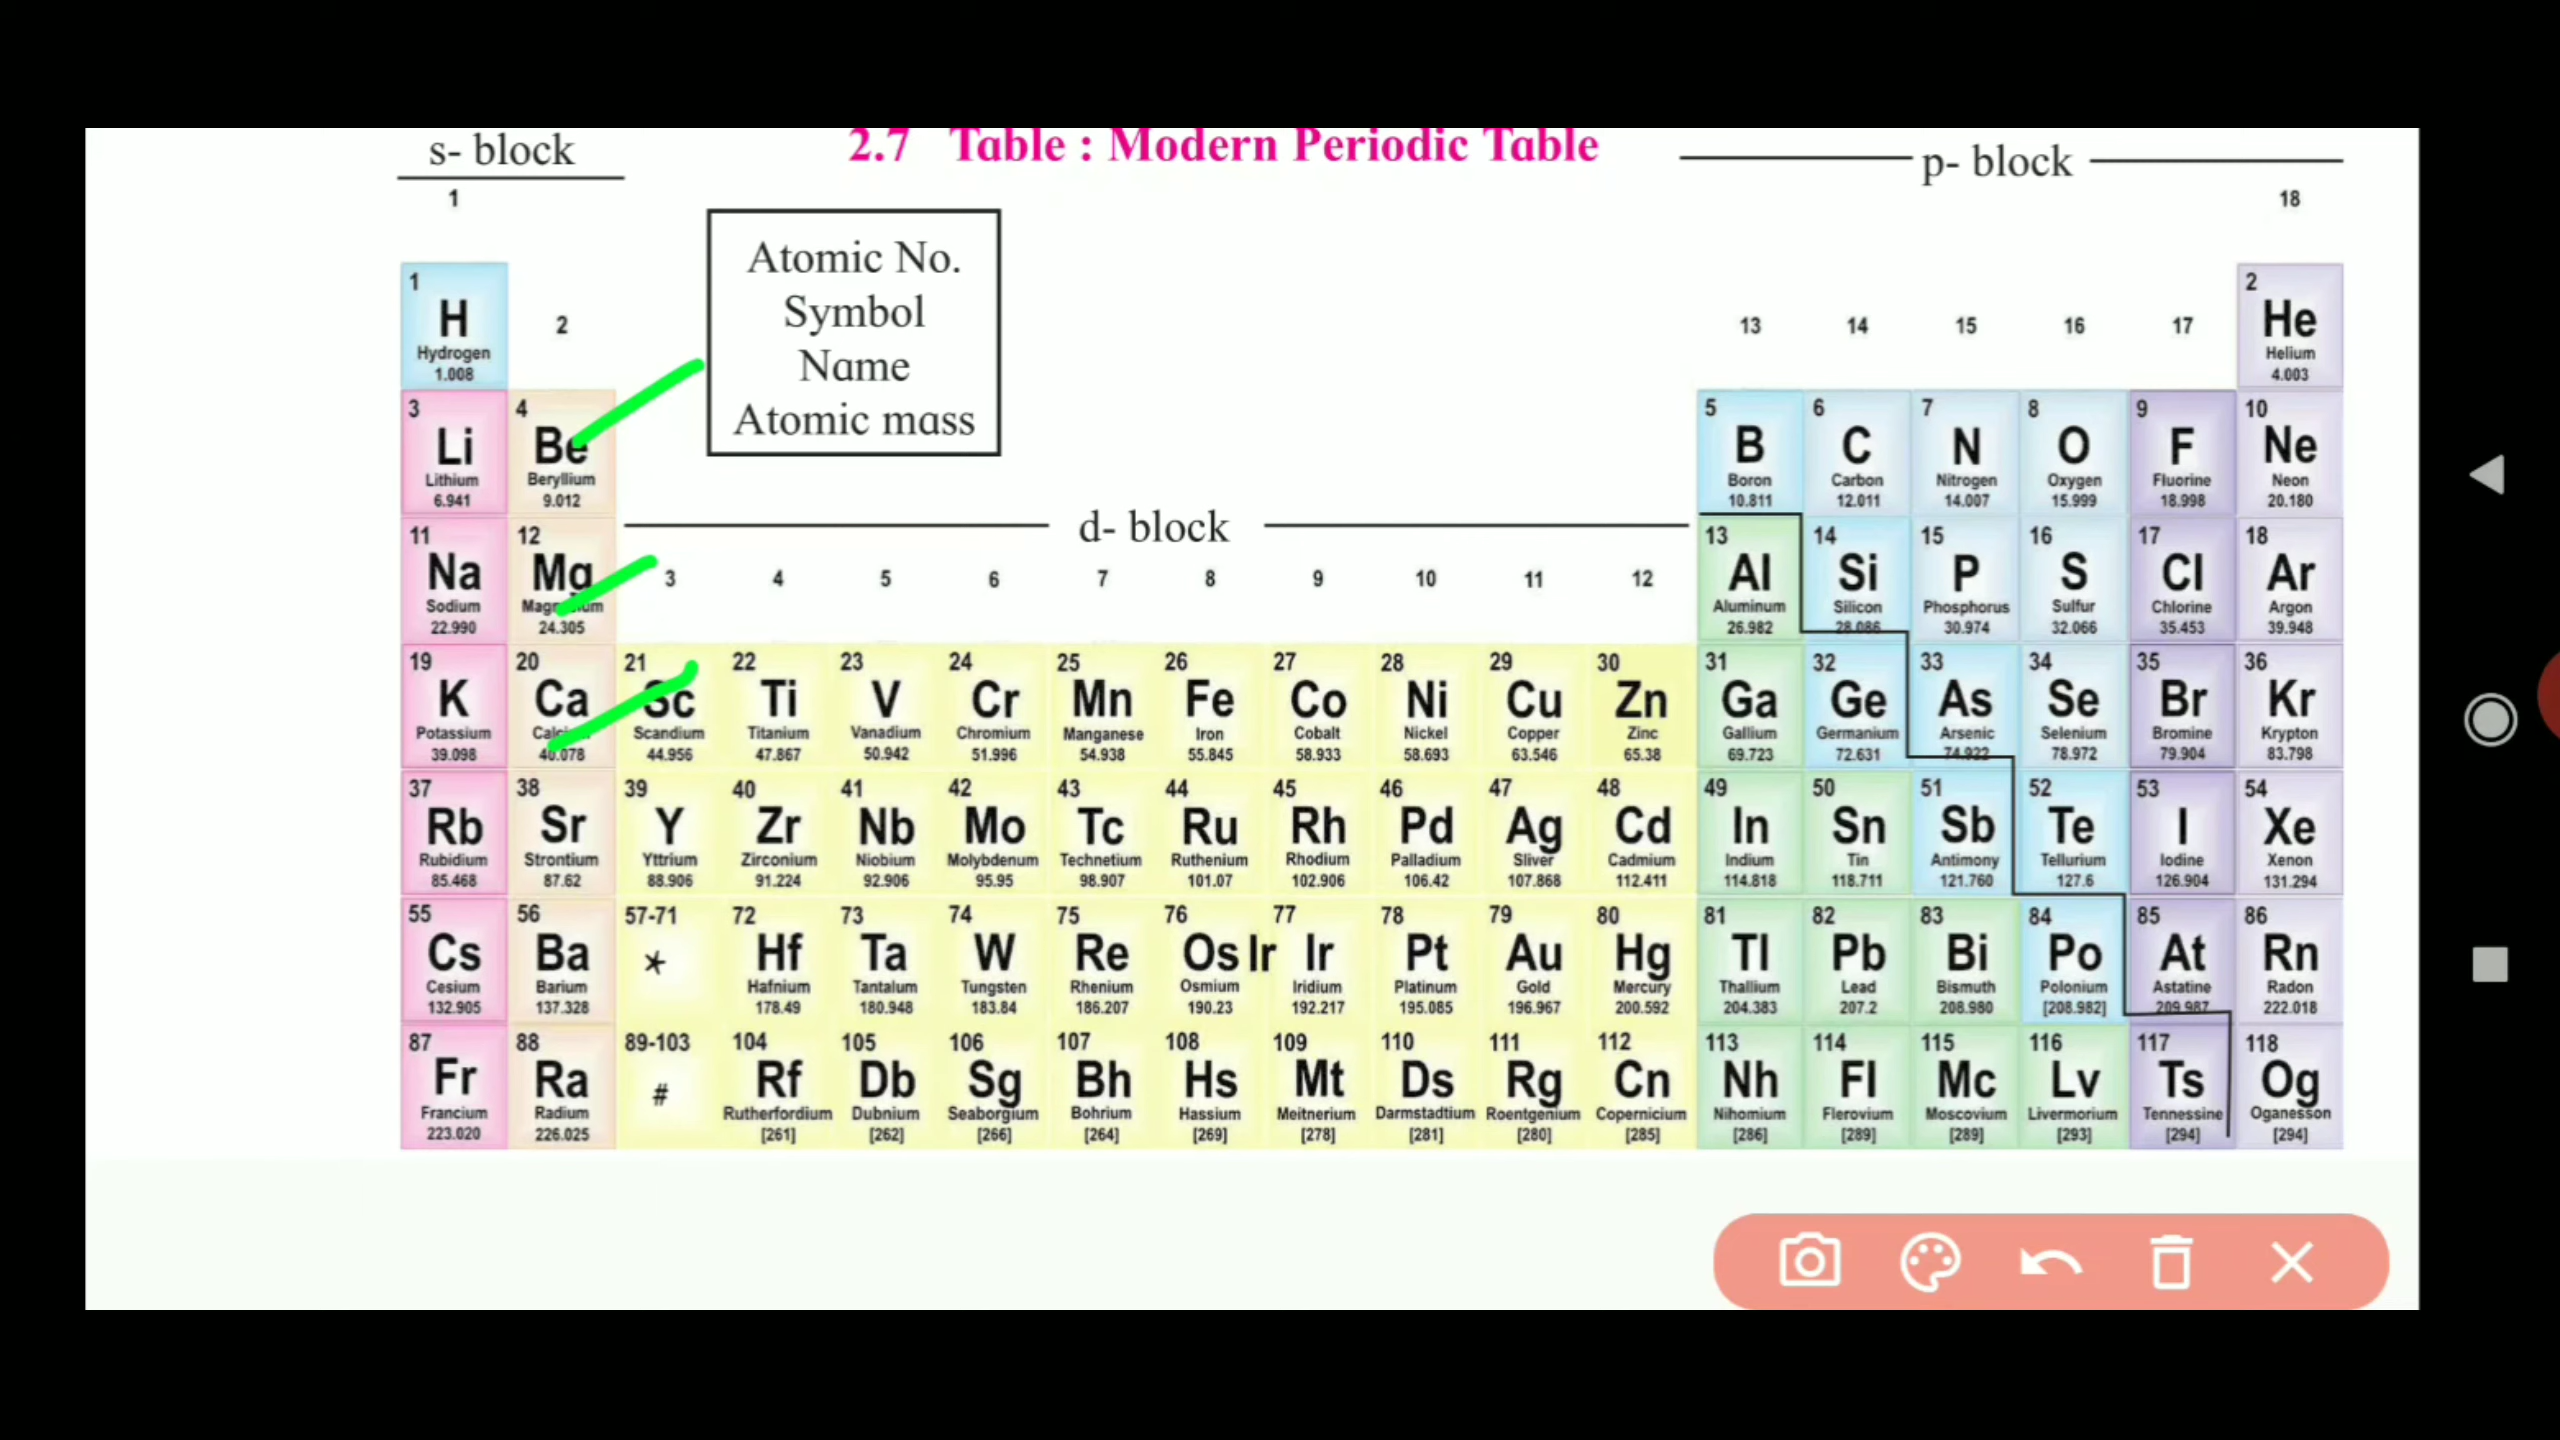 s- block
2.7 Table : Modern Periodic Table
p- block
1
18
Atomic No.
Symbol
Name
Atomic mass
1
H
Hydrogen
1.008
2
13 14 15 16 17
2
He
Helium
4.003
3 4 5 6 7 8 9 10
Li Be B C N O F Ne
Lithium Beryllium Boron Carbon Nitrogen Oxygen Fluorine Neon
6.941 9.012 10.811 12.011 14.007 15.999 18.998 20.180
d- block
11 12 13 14 15 16 17 18
Na Mg Al Si P S Cl Ar
3 4 5 6 7 8 9 10 11 12
Sodium Magnesium Aluminum Silicon Phosphorus Sulfur Chlorine Argon
22.990 24.305 26.982 28.086 30.974 32.066 35.453 39.948
19 20 21 22 23 24 25 26 27 28 29 30 31 32 33 34 35 36
K Ca Sc Ti V Cr Mn Fe Co Ni Cu Zn Ga Ge As Se Br Kr
Potassium Calcium Scandium Titanium Vanadium Chromium Manganese Iron Cobalt Nickel Copper Zinc Gallium Germanium Arsenic Selenium Bromine Krypton
39.098 40.078 44.956 47.867 50.942 51.996 54.938 55.845 58.933 58.693 63.546 65.38 69.723 72.631 74.922 78.972 79.904 83.798
37 38 39 40 41 42 43 44 45 46 47 48 49 50 51 52 53 54
Rb Sr Y Zr Nb Mo Tc Ru Rh Pd Ag Cd In Sn Sb Te I Xe
Rubidium Strontium Yttrium Zirconium Niobium Molybdenum Technetium Ruthenium Rhodium Palladium Sliver Cadmium Indium Tin Antimony Tellurium Iodine Xenon
85.468 87.62 88.906 91.224 92.906 95.95 98.907 101.07 102.906 106.42 107.868 112.411 114.818 118.711 121.760 127.6 126.904 131.294
55 56 57-71 72 73 74 75 76 77 78 79 80 81 82 83 84 85 86
Cs Ba * Hf Ta W Re Os Ir Ir Pt Au Hg Tl Pb Bi Po At Rn
Cesium Barium Hafnium Tantalum Tungsten Rhenium Osmium Iridium Platinum Gold Mercury Thallium Lead Bismuth Polonium Astatine Radon
132.905 137.328 178.49 180.948 183.84 186.207 190.23 192.217 195.085 196.967 200.592 204.383 207.2 208.980 [208.982] 209.987 222.018
87 88 89-103 104 105 106 107 108 109 110 111 112 113 114 115 116 117 118
Fr Ra # Rf Db Sg Bh Hs Mt Ds Rg Cn Nh Fl Mc Lv Ts Og
Francium Radium Rutherfordium Dubnium Seaborgium Bohrium Hassium Meitnerium Darmstadtium Roentgenium Copernicium Nihomium Flerovium Moscovium Livermorium Tennessine Oganesson
223.020 226.025 [261] [262] [266] [264] [269] [278] [281] [280] [285] [286] [289] [289] [293] [294] [294]